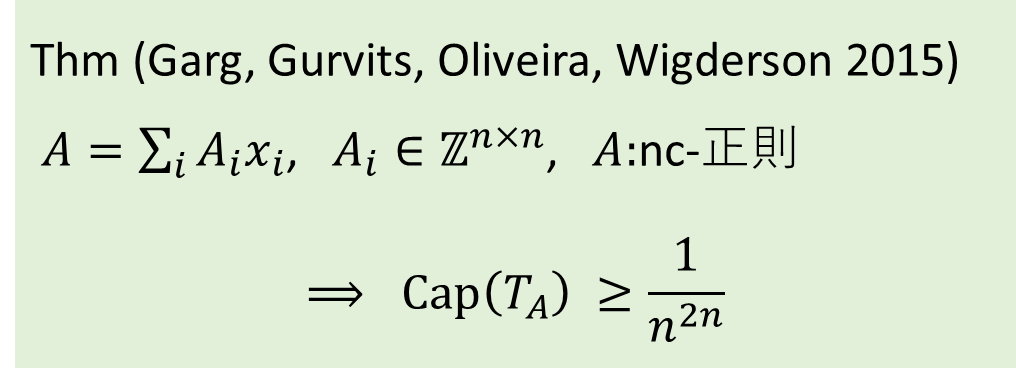 Thm (Garg, Gurvits, Oliveira, Wigderson 2015)
𝐴 = ∑ᵢ 𝐴ᵢ𝑥ᵢ, 𝐴ᵢ ∈ ℤⁿˣⁿ, 𝐴:nc-正則
⟹ Cap(𝑇_𝐴) ≥ 1/𝑛²ⁿ